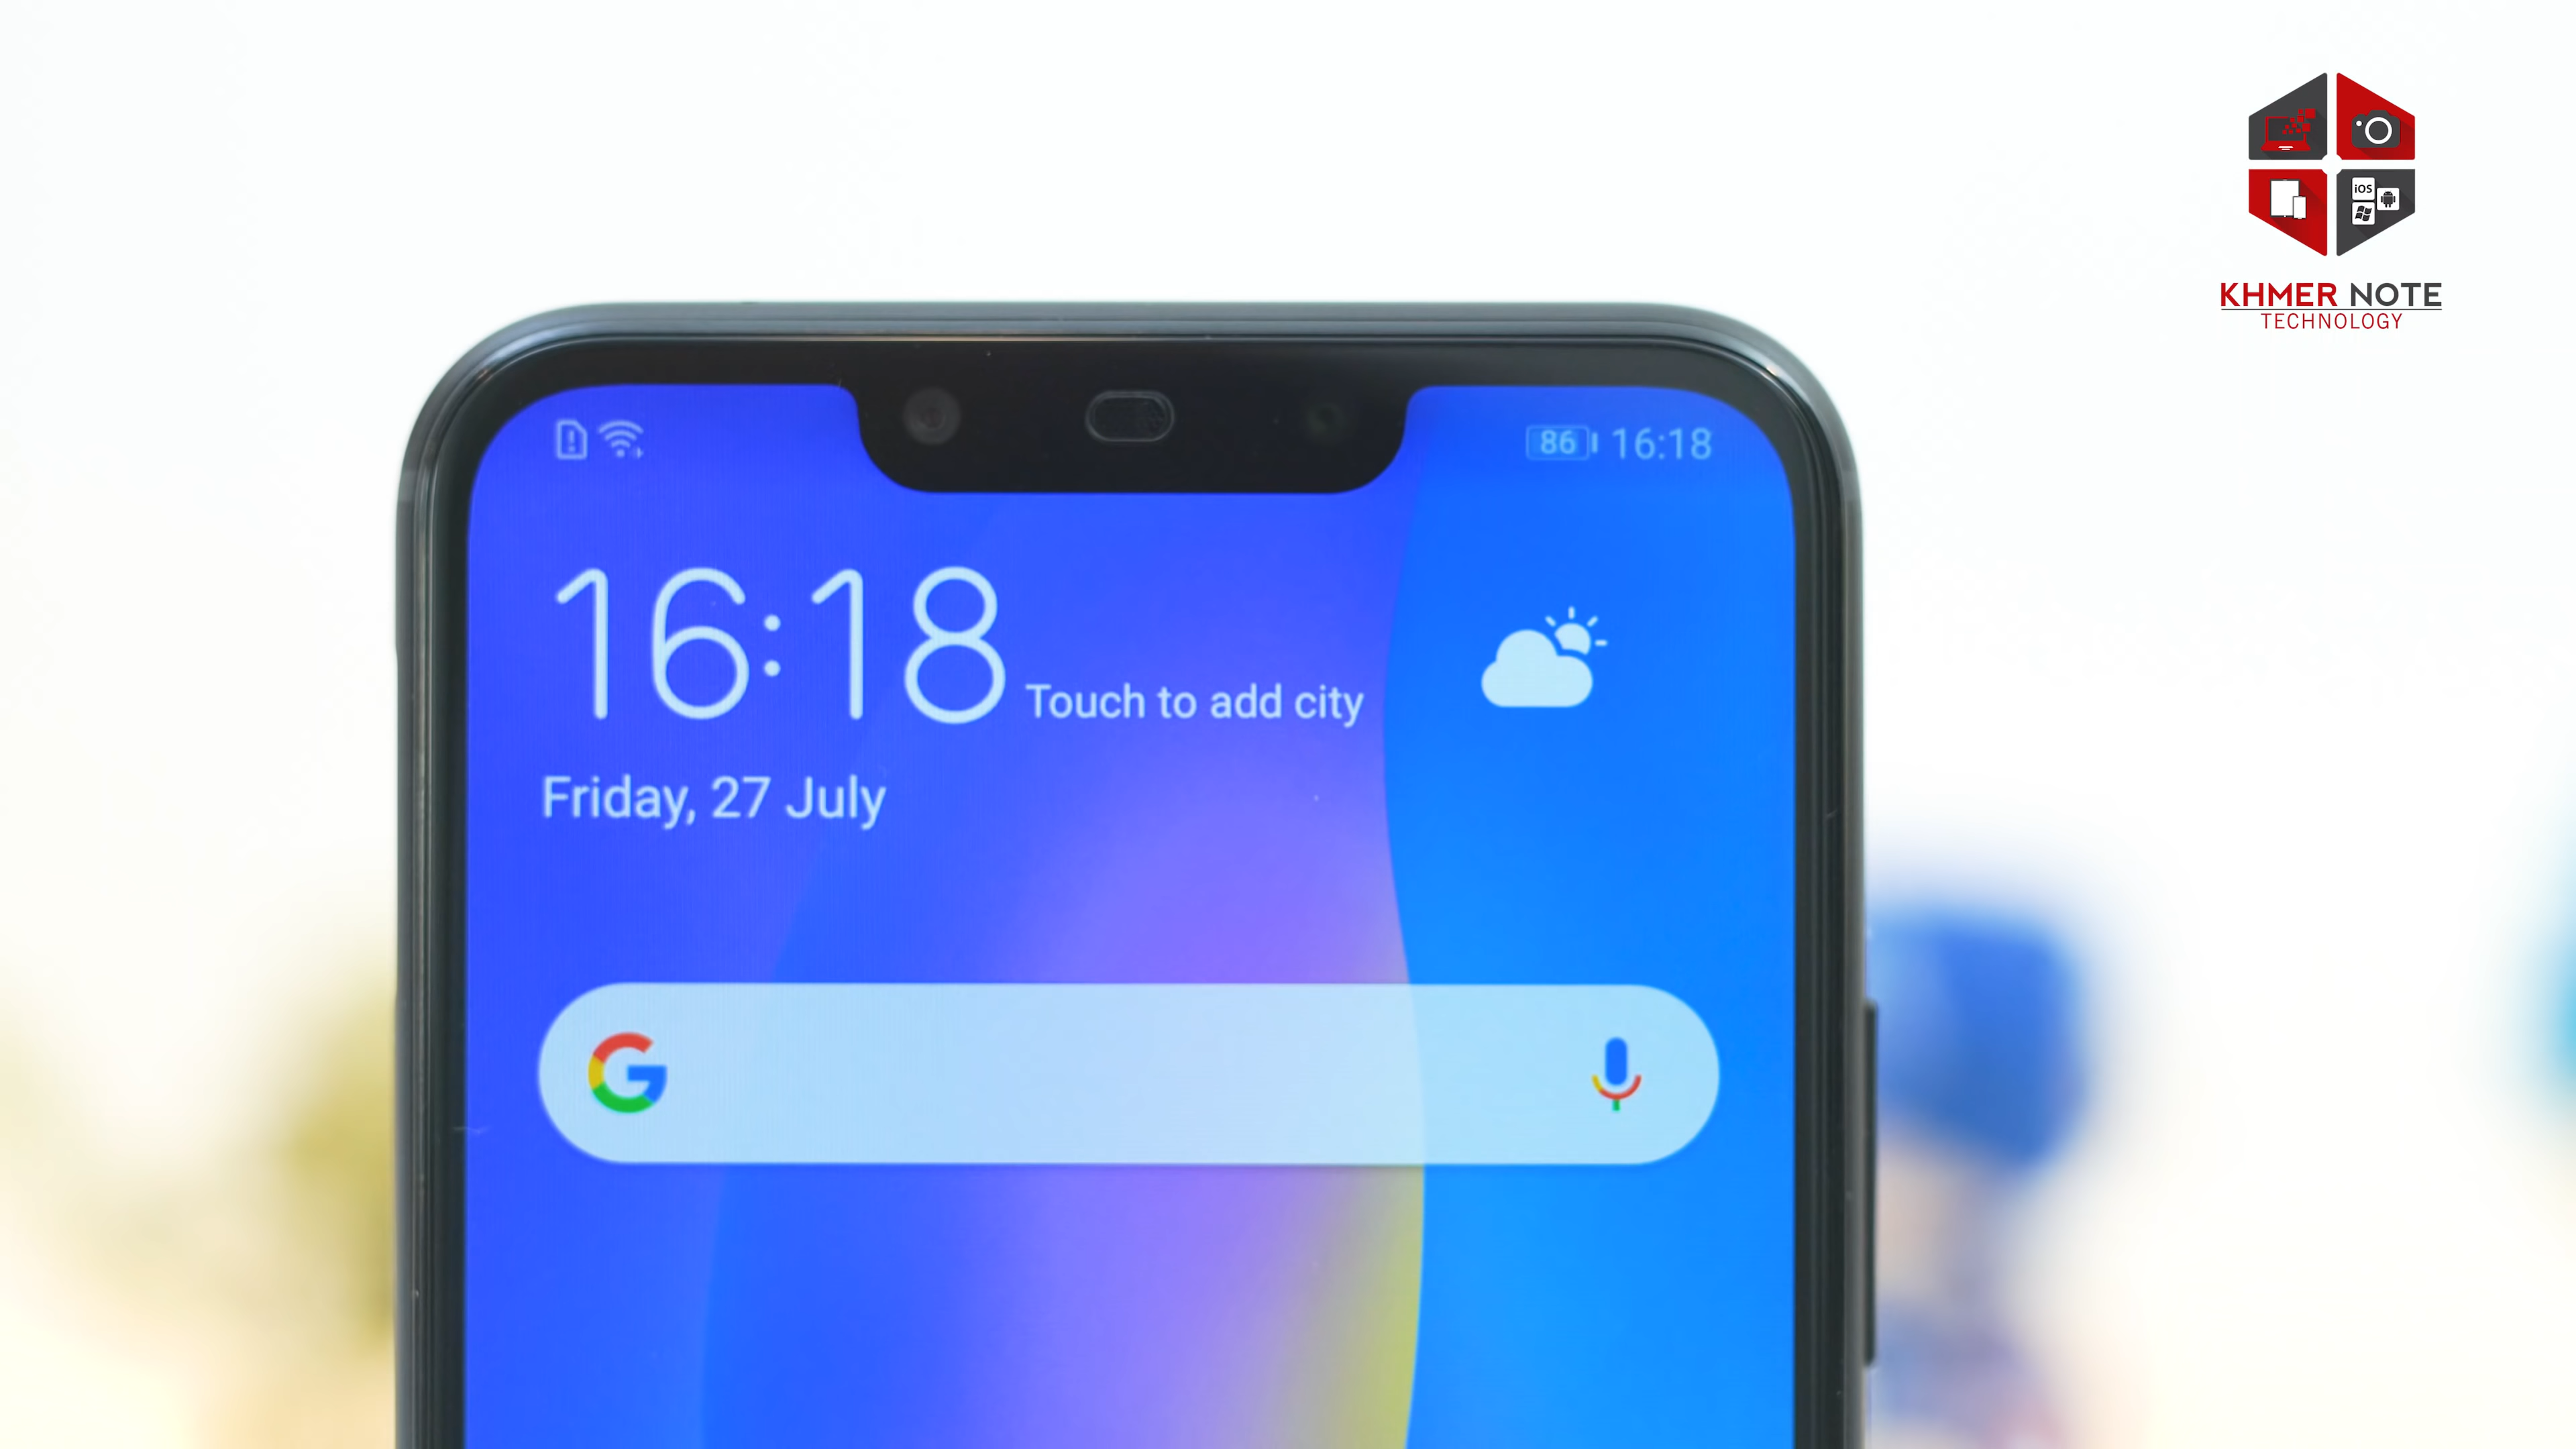 iOS
KHMER NOTE
TECHNOLOGY
86 16:18
16:18 Touch to add city
Friday, 27 July
G